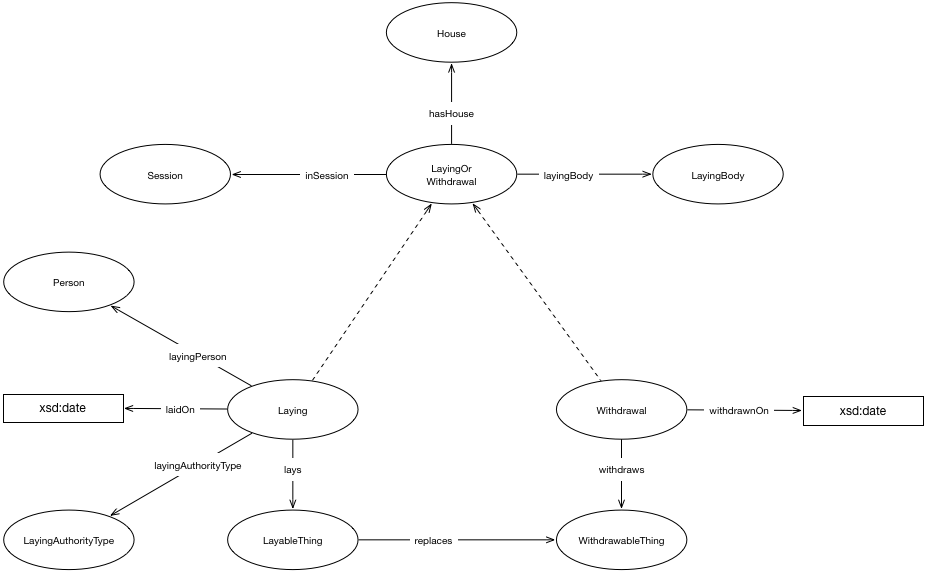 House
hasHouse
Session
inSession
LayingOr
Withdrawal
layingBody
LayingBody
Person
layingPerson
xsd:date
laidOn
Laying
Withdrawal
withdrawnOn
xsd:date
layingAuthorityType
lays
withdraws
LayingAuthorityType
LayableThing
replaces
WithdrawableThing